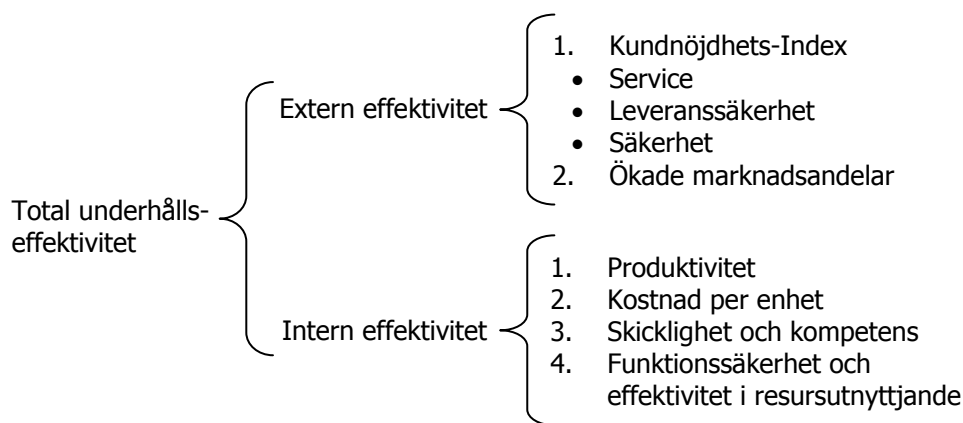 Total underhålls-
effektivitet
Extern effektivitet
1. Kundnöjdhets-Index
• Service
• Leveranssäkerhet
• Säkerhet
2. Ökade marknadsandelar
Intern effektivitet
1. Produktivitet
2. Kostnad per enhet
3. Skicklighet och kompetens
4. Funktionssäkerhet och
effektivitet i resursutnyttjande